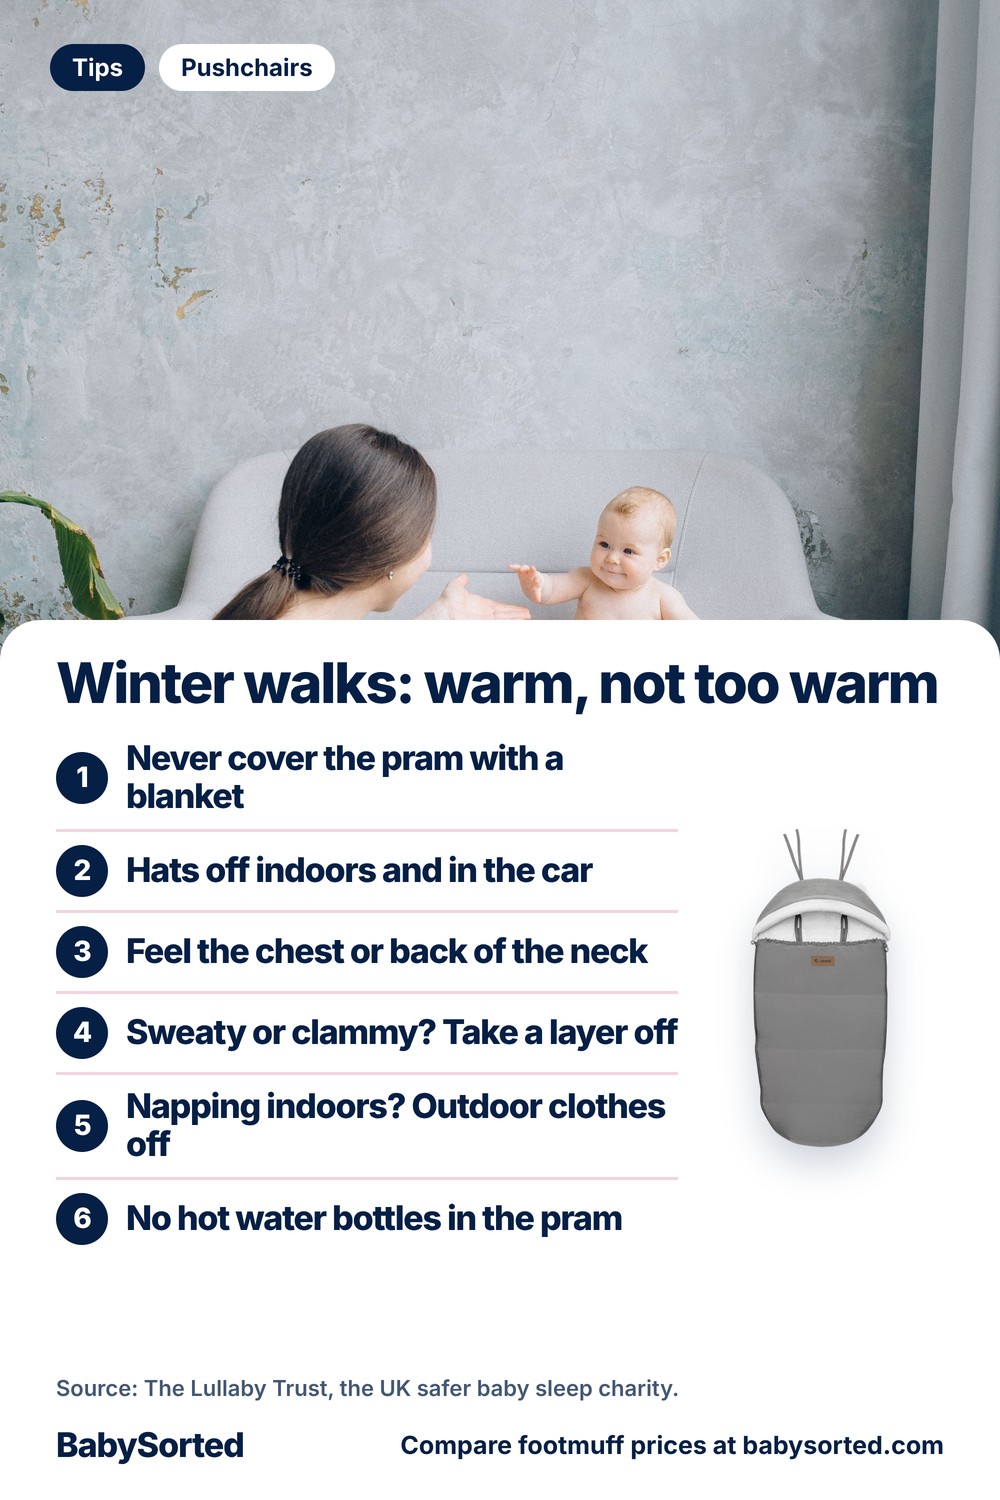 Tips
Pushchairs
Winter walks: warm, not too warm
1
Never cover the pram with a
blanket
2
Hats off indoors and in the car
3
Feel the chest or back of the neck
4
Sweaty or clammy? Take a layer off
5
Napping indoors? Outdoor clothes
off
6
No hot water bottles in the pram
Source: The Lullaby Trust, the UK safer baby sleep charity.
BabySorted
Compare footmuff prices at babysorted.com